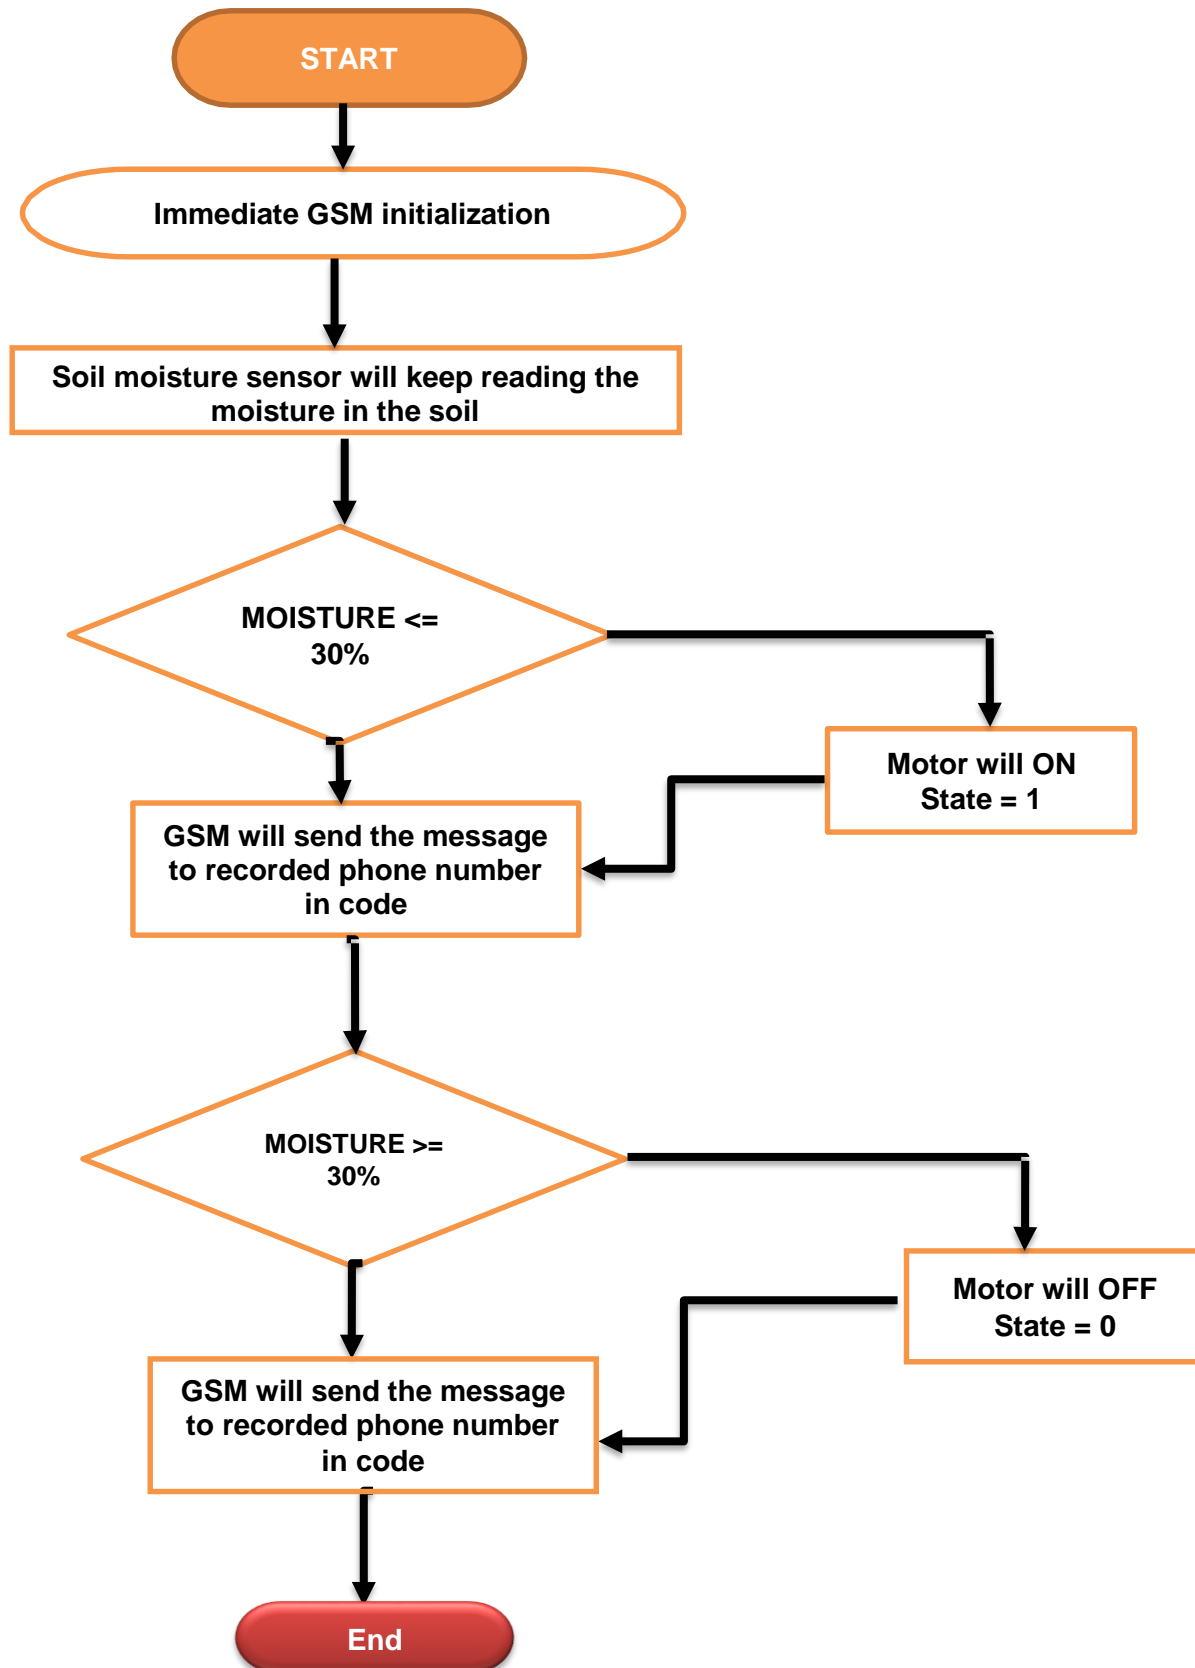 START
Immediate GSM initialization
Soil moisture sensor will keep reading the
moisture in the soil
MOISTURE <=
30%
Motor will ON
State = 1
GSM will send the message
to recorded phone number
in code
MOISTURE >=
30%
Motor will OFF
State = 0
GSM will send the message
to recorded phone number
in code
End